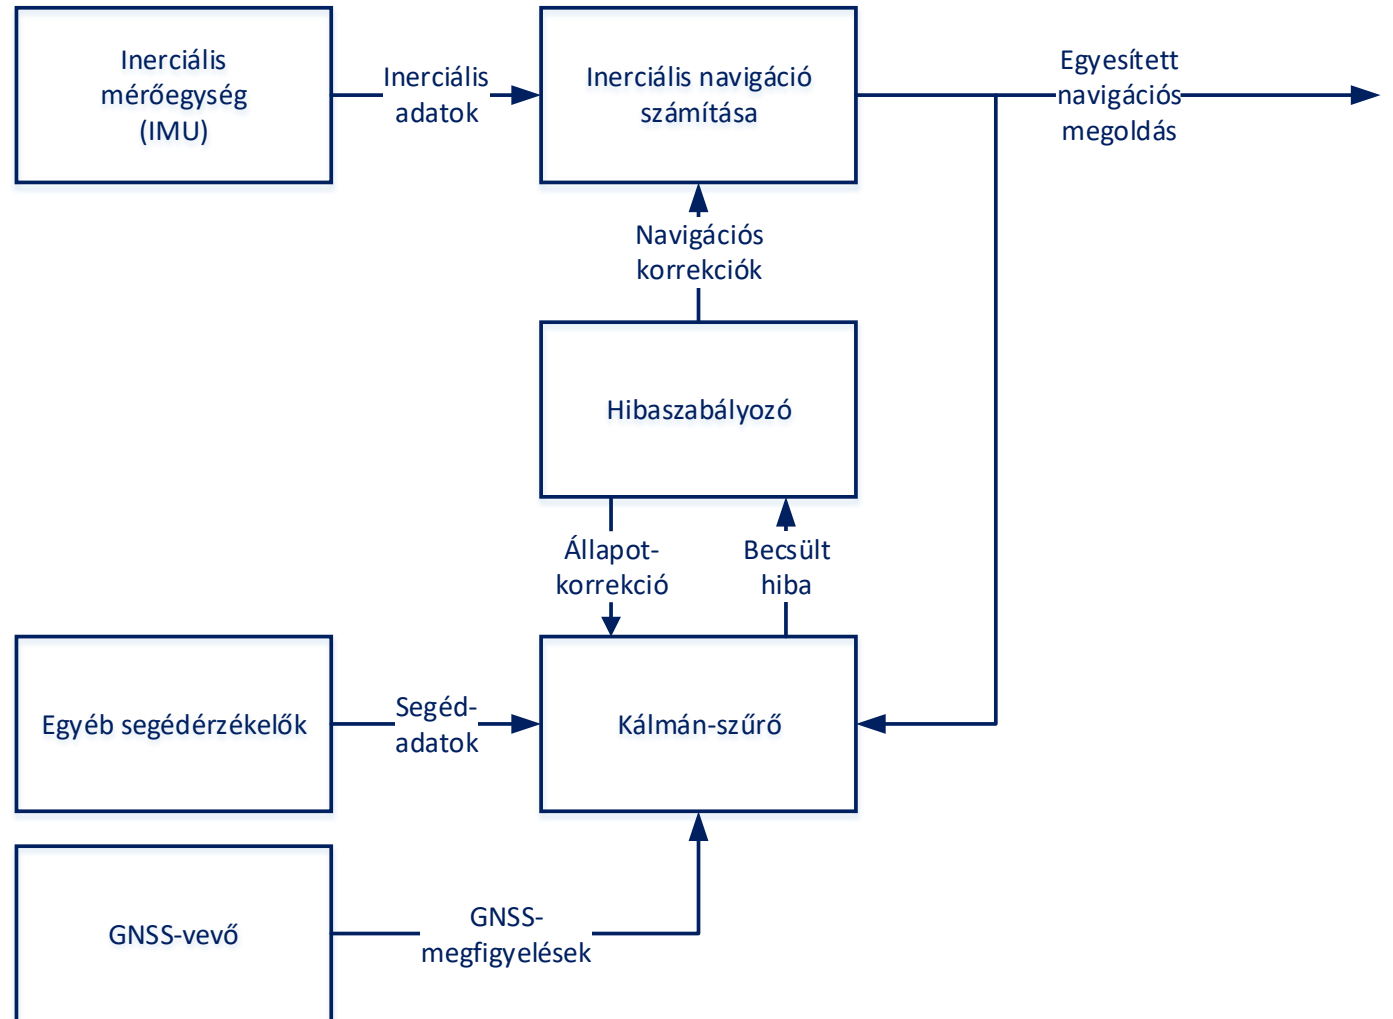 Inerciális
mérőegység
(IMU)
Inerciális
adatok
Inerciális navigáció
számítása
Egyesített
navigációs
megoldás
Navigációs
korrekciók
Hibaszabályozó
Állapot-
korrekció
Becsült
hiba
Egyéb segédérzékelők
Segéd-
adatok
Kálmán-szűrő
GNSS-vevő
GNSS-
megfigyelések